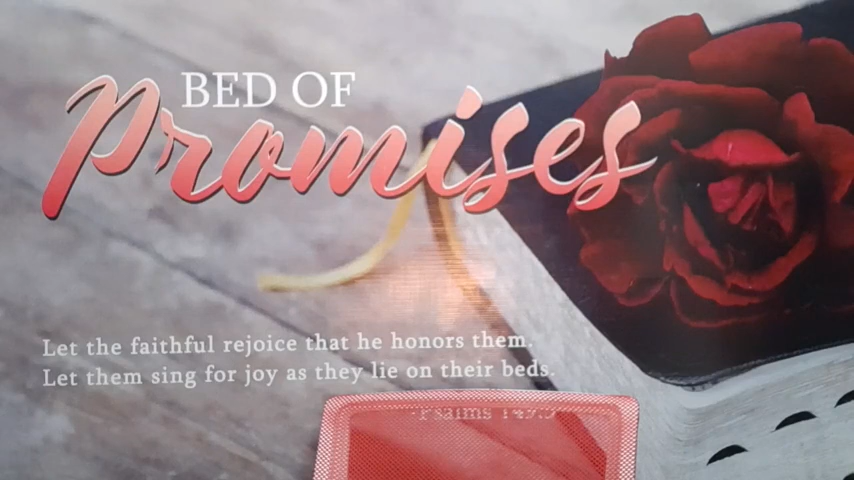 BED OF
Promises
Let the faithful rejoice that he honors them.
Let them sing for joy as they lie on their beds.
Psalms